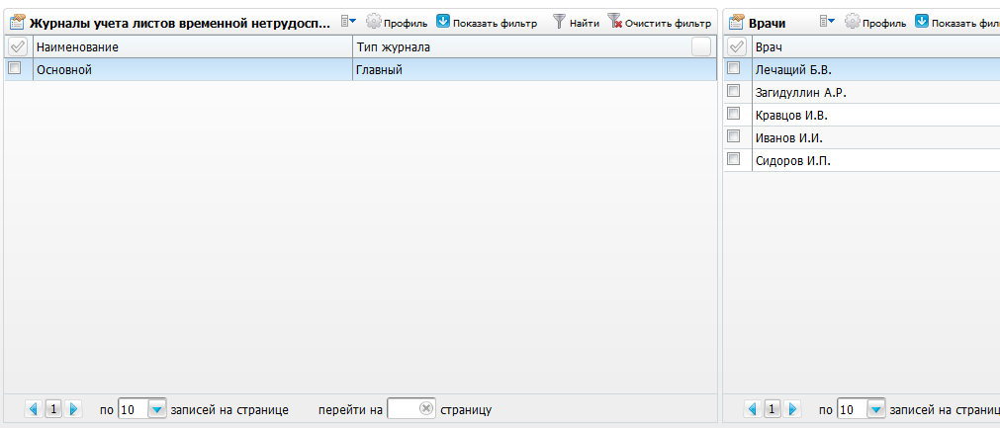 Журналы учета листов временной нетрудосп... Профиль Показать фильтр Найти Очистить фильтр
Наименование Тип журнала
Основной Главный
1 по 10 записей на странице перейти на страницу
Врачи Профиль Показать фил
Врач
Лечащий Б.В.
Загидуллин А.Р.
Кравцов И.В.
Иванов И.И.
Сидоров И.П.
1 по 10 записей на страниц